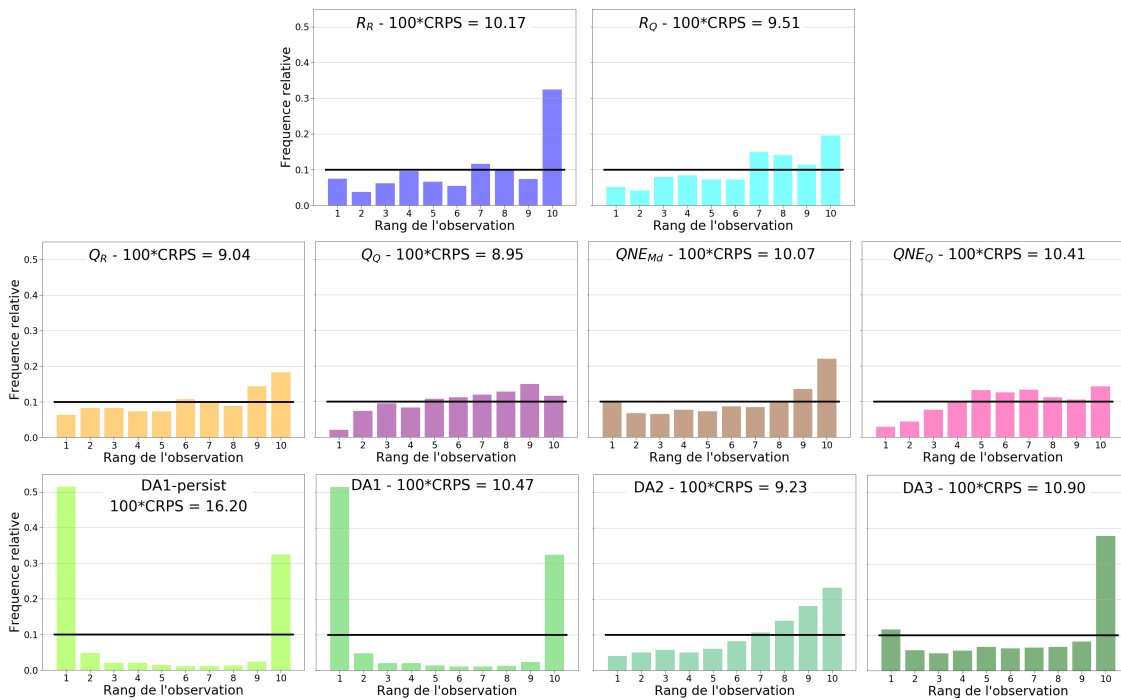 R_R - 100*CRPS = 10.17
R_Q - 100*CRPS = 9.51
Frequence relative
0.5
0.4
0.3
0.2
0.1
0.0
1 2 3 4 5 6 7 8 9 10
1 2 3 4 5 6 7 8 9 10
Rang de l'observation
Rang de l'observation
Q_R - 100*CRPS = 9.04
Q_Q - 100*CRPS = 8.95
QNE_Md - 100*CRPS = 10.07
QNE_Q - 100*CRPS = 10.41
Frequence relative
0.5
0.4
0.3
0.2
0.1
0.0
1 2 3 4 5 6 7 8 9 10
1 2 3 4 5 6 7 8 9 10
1 2 3 4 5 6 7 8 9 10
1 2 3 4 5 6 7 8 9 10
Rang de l'observation
Rang de l'observation
Rang de l'observation
Rang de l'observation
DA1-persist
100*CRPS = 16.20
DA1 - 100*CRPS = 10.47
DA2 - 100*CRPS = 9.23
DA3 - 100*CRPS = 10.90
Frequence relative
0.5
0.4
0.3
0.2
0.1
0.0
1 2 3 4 5 6 7 8 9 10
1 2 3 4 5 6 7 8 9 10
1 2 3 4 5 6 7 8 9 10
1 2 3 4 5 6 7 8 9 10
Rang de l'observation
Rang de l'observation
Rang de l'observation
Rang de l'observation